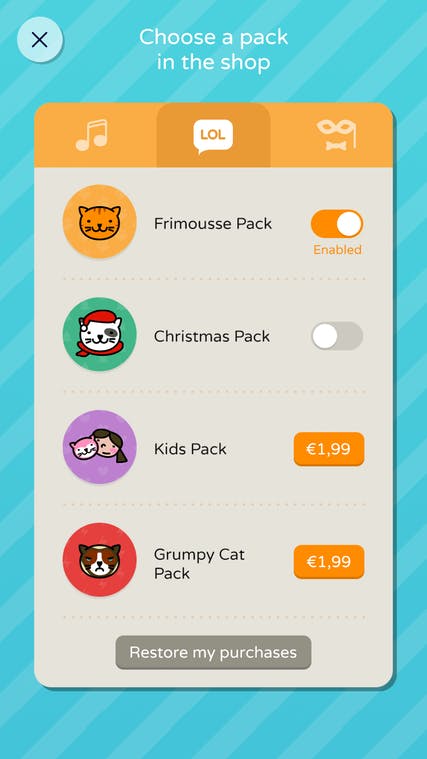 Choose a pack
in the shop
LOL
Frimousse Pack
Enabled
Christmas Pack
Kids Pack
€1,99
Grumpy Cat
Pack
€1,99
Restore my purchases